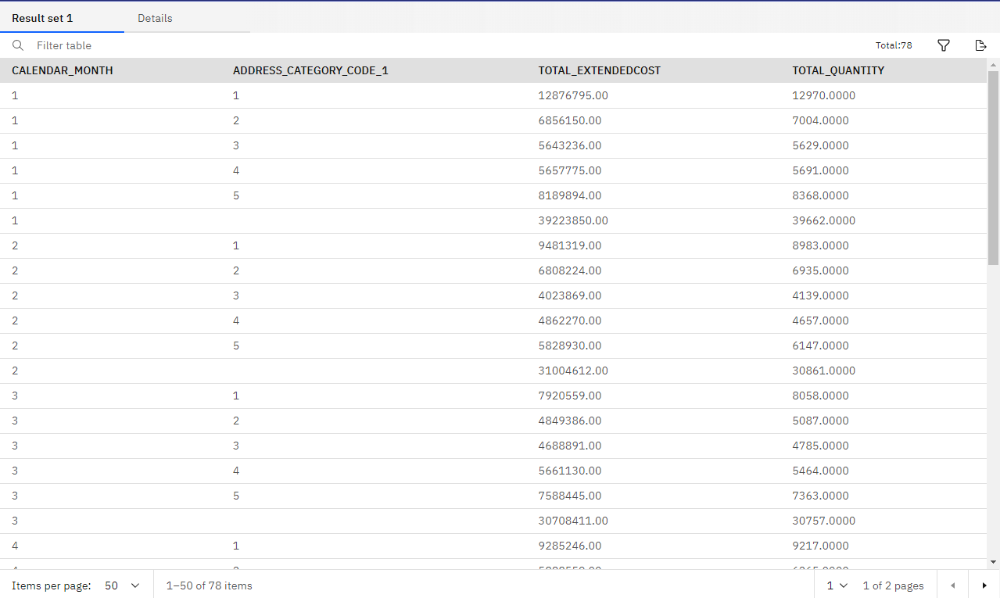 Result set 1 Details
Filter table Total:78
CALENDAR_MONTH ADDRESS_CATEGORY_CODE_1 TOTAL_EXTENDEDCOST TOTAL_QUANTITY
1 1 12876795.00 12970.0000
1 2 6856150.00 7004.0000
1 3 5643236.00 5629.0000
1 4 5657775.00 5691.0000
1 5 8189894.00 8368.0000
1 39223850.00 39662.0000
2 1 9481319.00 8983.0000
2 2 6808224.00 6935.0000
2 3 4023869.00 4139.0000
2 4 4862270.00 4657.0000
2 5 5828930.00 6147.0000
2 31004612.00 30861.0000
3 1 7920559.00 8058.0000
3 2 4849386.00 5087.0000
3 3 4688891.00 4785.0000
3 4 5661130.00 5464.0000
3 5 7588445.00 7363.0000
3 30708411.00 30757.0000
4 1 9285246.00 9217.0000
Items per page: 50 1–50 of 78 items 1 1 of 2 pages